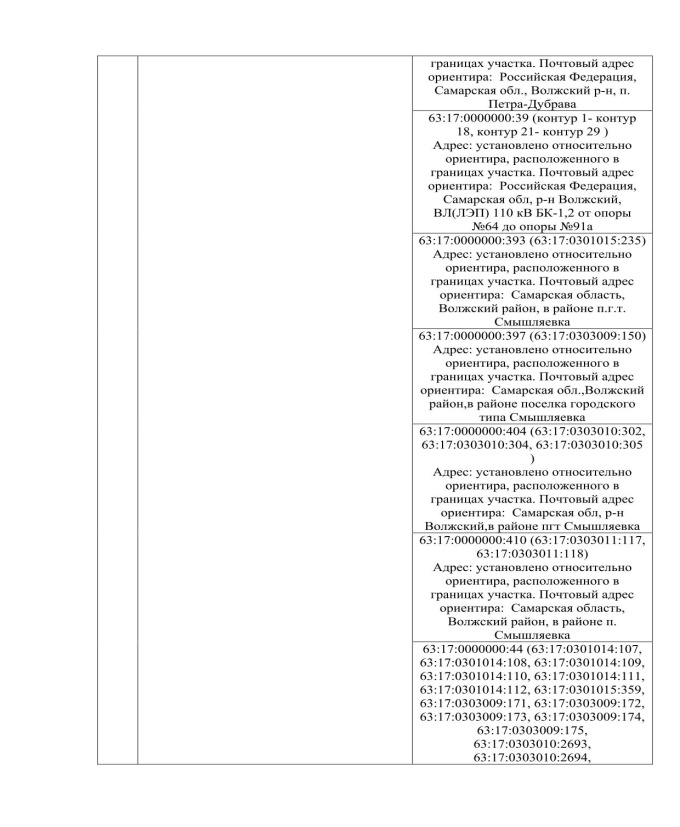 границах участка. Почтовый адрес
ориентира:  Российская Федерация,
Самарская обл., Волжский р-н, п.
Петра-Дубрава
63:17:0000000:39 (контур 1- контур
18, контур 21- контур 29 )
Адрес: установлено относительно
ориентира, расположенного в
границах участка. Почтовый адрес
ориентира:  Российская Федерация,
Самарская обл, р-н Волжский,
ВЛ(ЛЭП) 110 кВ БК-1,2 от опоры
№64 до опоры №91а
63:17:0000000:393 (63:17:0301015:235)
Адрес: установлено относительно
ориентира, расположенного в
границах участка. Почтовый адрес
ориентира:  Самарская область,
Волжский район, в районе п.г.т.
Смышляевка
63:17:0000000:397 (63:17:0303009:150)
Адрес: установлено относительно
ориентира, расположенного в
границах участка. Почтовый адрес
ориентира:  Самарская обл.,Волжский
район,в районе поселка городского
типа Смышляевка
63:17:0000000:404 (63:17:0303010:302,
63:17:0303010:304, 63:17:0303010:305
)
Адрес: установлено относительно
ориентира, расположенного в
границах участка. Почтовый адрес
ориентира:  Самарская обл, р-н
Волжский,в районе пгт Смышляевка
63:17:0000000:410 (63:17:0303011:117,
63:17:0303011:118)
Адрес: установлено относительно
ориентира, расположенного в
границах участка. Почтовый адрес
ориентира:  Самарская область,
Волжский район, в районе п.
Смышляевка
63:17:0000000:44 (63:17:0301014:107,
63:17:0301014:108, 63:17:0301014:109,
63:17:0301014:110, 63:17:0301014:111,
63:17:0301014:112, 63:17:0301015:359,
63:17:0303009:171, 63:17:0303009:172,
63:17:0303009:173, 63:17:0303009:174,
63:17:0303009:175,
63:17:0303010:2693,
63:17:0303010:2694,